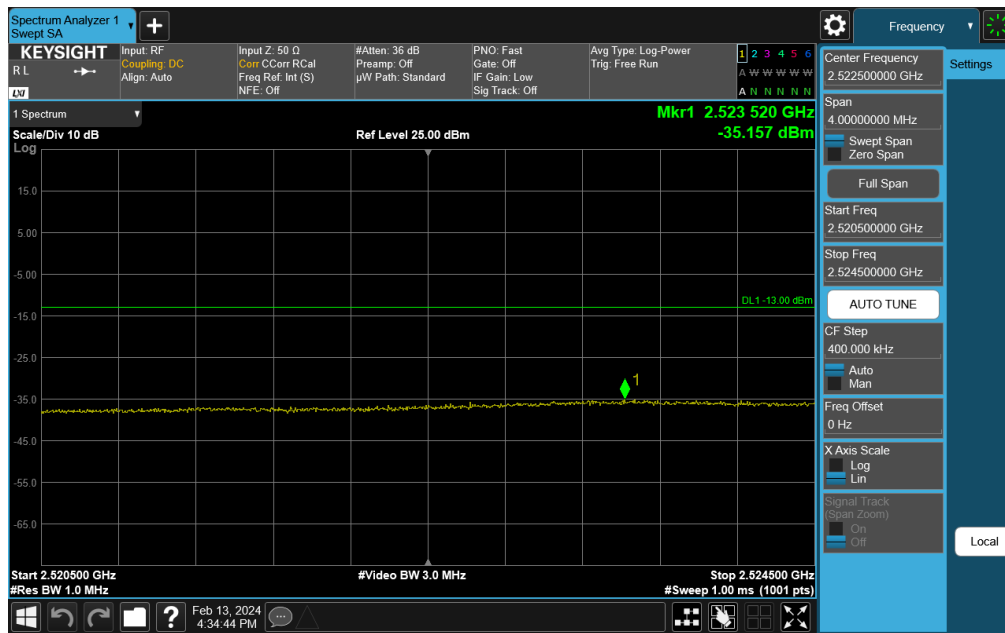 Spectrum Analyzer 1
Swept SA
+
Frequency
KEYSIGHT
R L
LXI
Input: RF
Coupling: DC
Align: Auto
Input Z: 50 Ω
Corr CCorr RCal
Freq Ref: Int (S)
NFE: Off
#Atten: 36 dB
Preamp: Off
µW Path: Standard
PNO: Fast
Gate: Off
IF Gain: Low
Sig Track: Off
Avg Type: Log-Power
Trig: Free Run
1 2 3 4 5 6
A W W W W W
A N N N N N
1 Spectrum
Mkr1 2.523 520 GHz
Scale/Div 10 dB
Ref Level 25.00 dBm
-35.157 dBm
Log
15.0
5.00
-5.00
DL1 -13.00 dBm
-15.0
-25.0
1
-35.0
-45.0
-55.0
-65.0
Start 2.520500 GHz
#Video BW 3.0 MHz
Stop 2.524500 GHz
#Res BW 1.0 MHz
#Sweep 1.00 ms (1001 pts)
Center Frequency
2.522500000 GHz
Settings
Span
4.00000000 MHz
Swept Span
Zero Span
Full Span
Start Freq
2.520500000 GHz
Stop Freq
2.524500000 GHz
AUTO TUNE
CF Step
400.000 kHz
Auto
Man
Freq Offset
0 Hz
X Axis Scale
Log
Lin
Signal Track
(Span Zoom)
On
Off
Local
?
Feb 13, 2024
4:34:44 PM